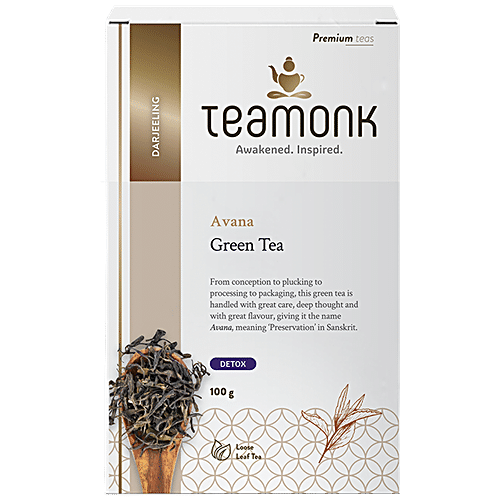 Premium teas
DARJEELING
TEAMONK
Awakened. Inspired.
Avana
Green Tea
From conception to plucking to
processing to packaging, this green tea is
handled with great care, deep thought and
with great flavour, giving it the name
Avana, meaning 'Preservation' in Sanskrit.
DETOX
100 g
Loose
Leaf Tea